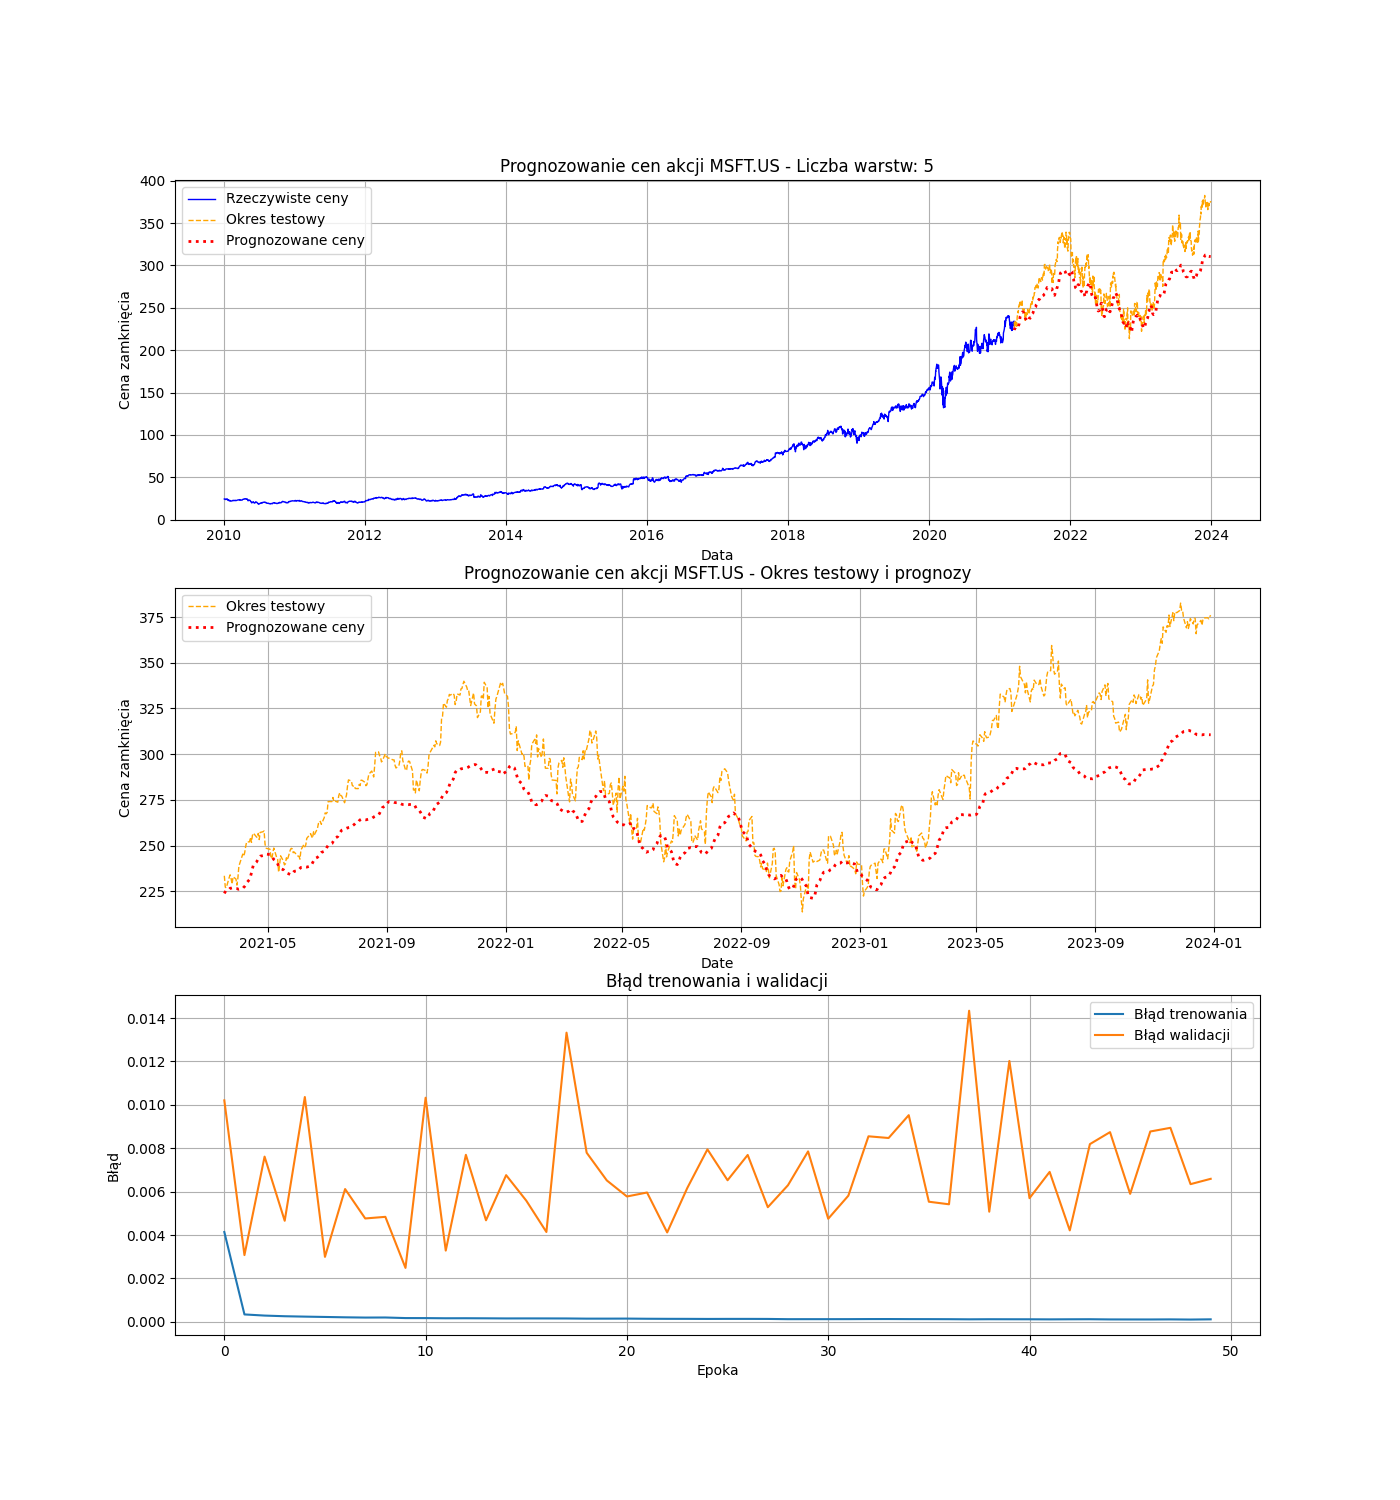 Prognozowanie cen akcji MSFT.US - Liczba warstw: 5
400
350
300
250
200
150
100
50
0
Cena zamknięcia
Rzeczywiste ceny
Okres testowy
Prognozowane ceny
2010 2012 2014 2016 2018 2020 2022 2024
Data
Prognozowanie cen akcji MSFT.US - Okres testowy i prognozy
375
350
325
300
275
250
225
Cena zamknięcia
Okres testowy
Prognozowane ceny
2021-05 2021-09 2022-01 2022-05 2022-09 2023-01 2023-05 2023-09 2024-01
Date
Błąd trenowania i walidacji
0.014
0.012
0.010
0.008
0.006
0.004
0.002
0.000
Błąd
Błąd trenowania
Błąd walidacji
0 10 20 30 40 50
Epoka